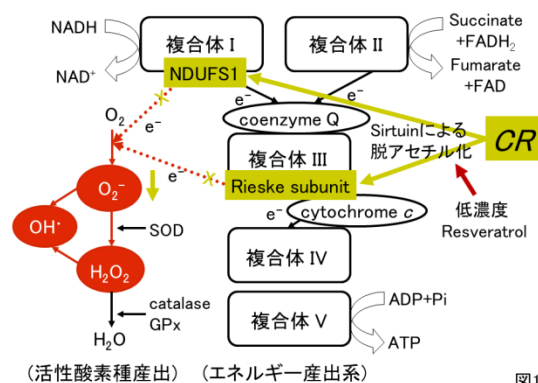 NADH
NAD⁺
複合体 I
NDUFS1
複合体 II
Succinate
+FADH₂
Fumarate
+FAD
e⁻
e⁻
O₂
e⁻
coenzyme Q
Sirtuinによる
脱アセチル化
CR
複合体 III
Rieske subunit
e⁻
O₂⁻
OH·
SOD
e⁻
cytochrome c
低濃度
Resveratrol
H₂O₂
複合体 IV
catalase
GPx
H₂O
複合体 V
ADP+Pi
ATP
(活性酸素種産出)
(エネルギー産出系)
図1